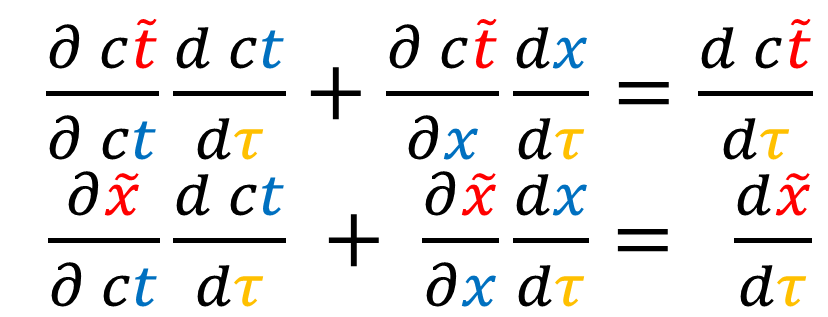 ∂ ct̃/∂ ct d ct/dτ + ∂ ct̃/∂x dx/dτ = d ct̃/dτ
∂x̃/∂ ct d ct/dτ + ∂x̃/∂x dx/dτ = dx̃/dτ